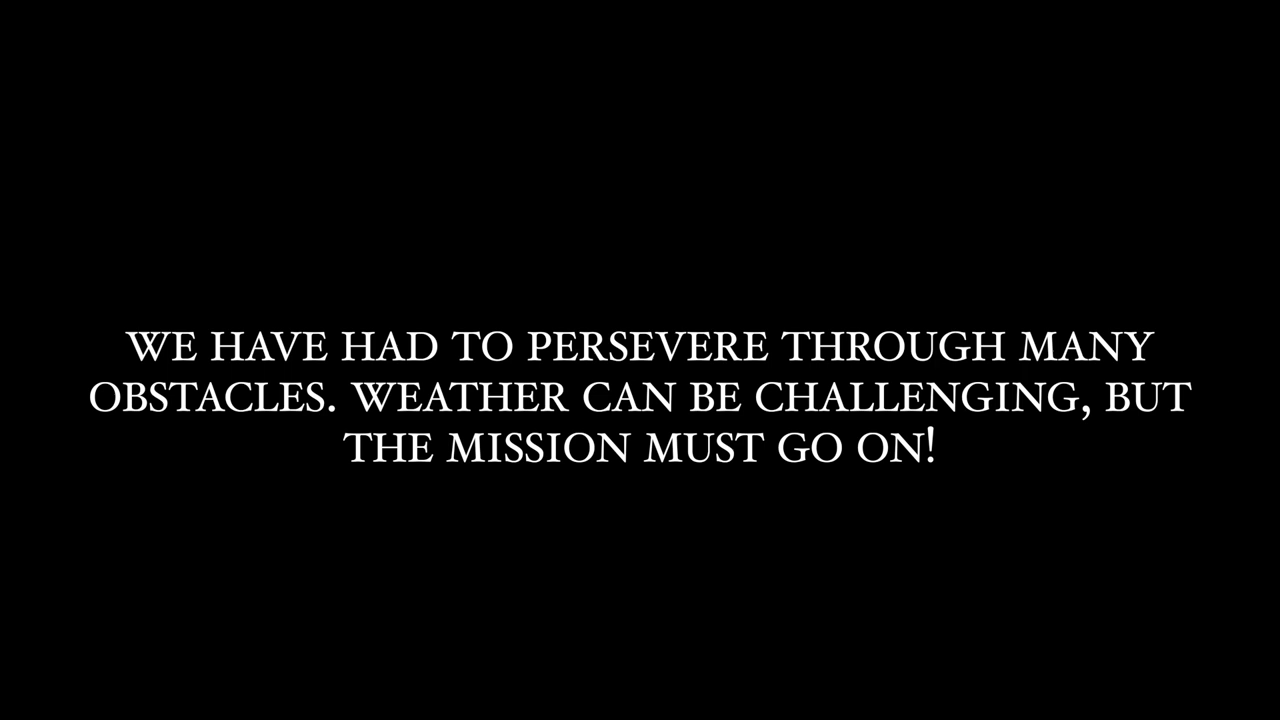 WE HAVE HAD TO PERSEVERE THROUGH MANY
OBSTACLES. WEATHER CAN BE CHALLENGING, BUT
THE MISSION MUST GO ON!